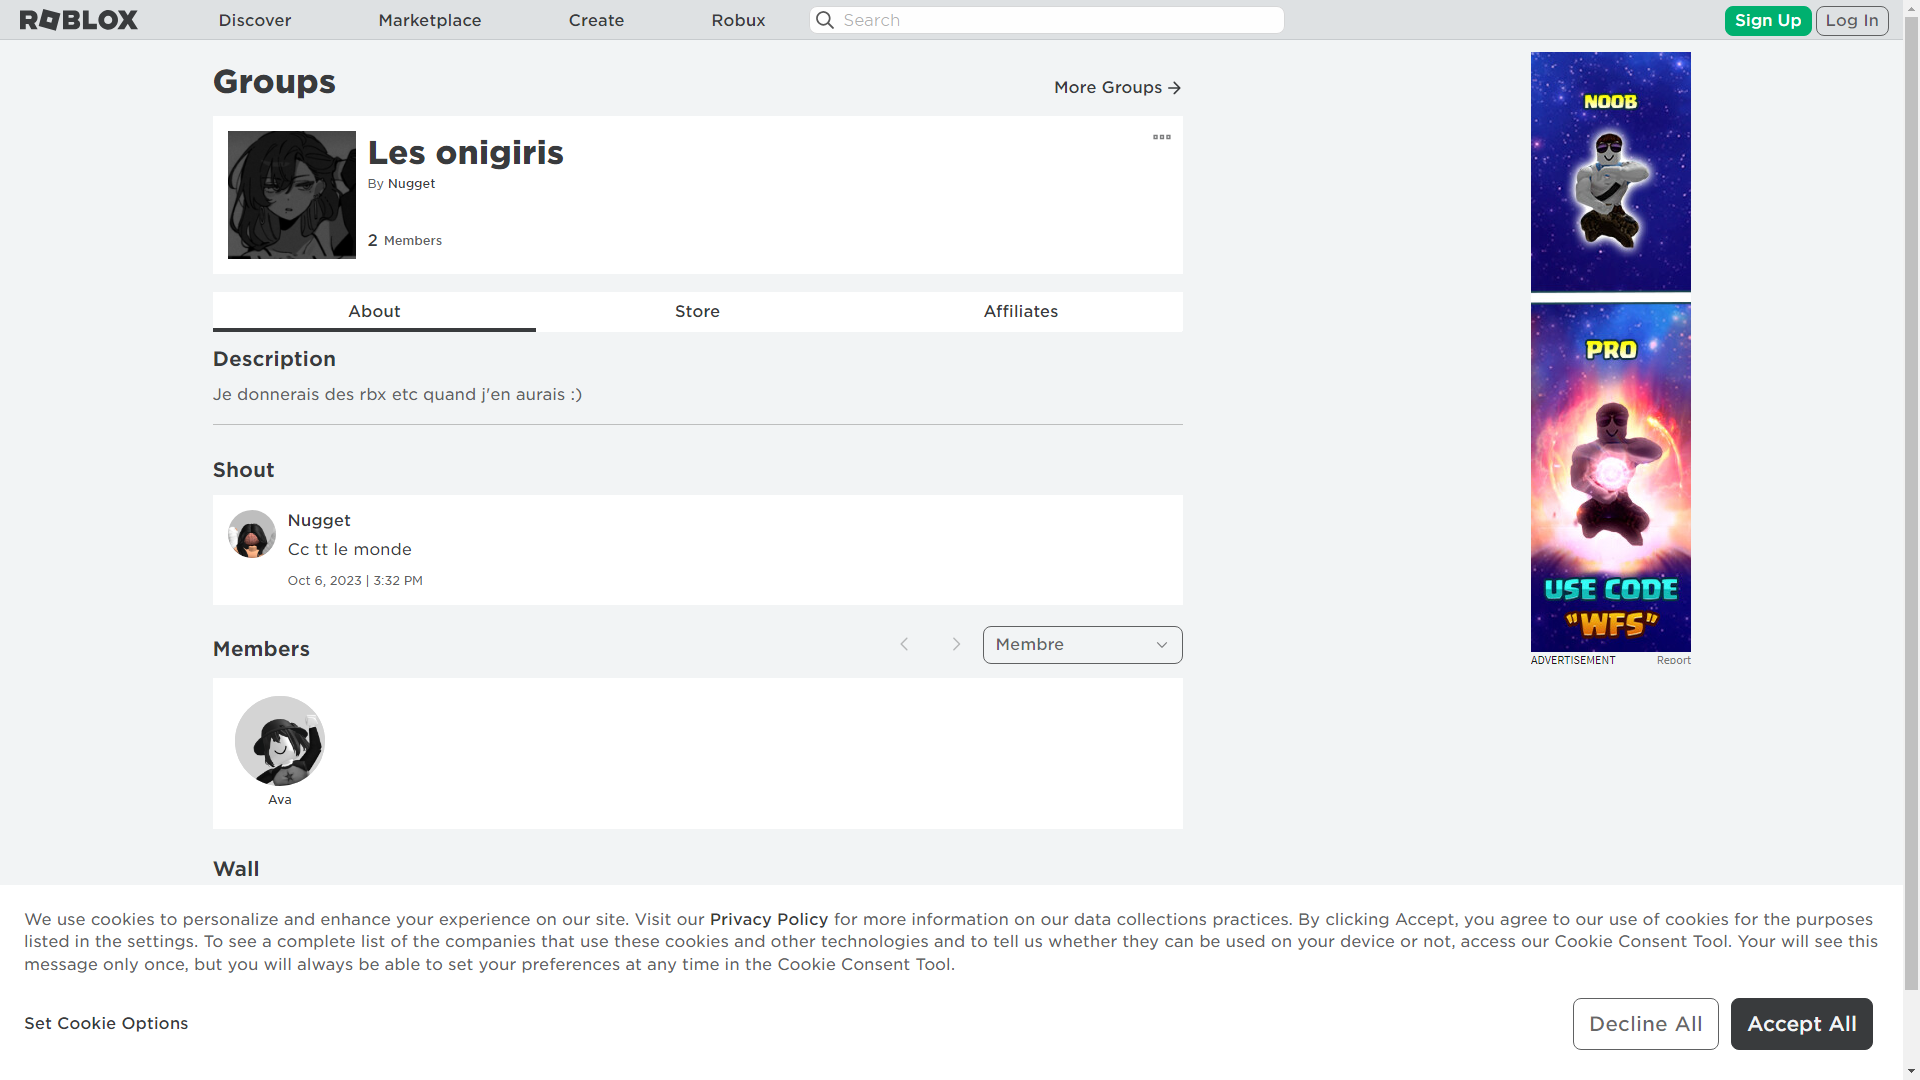 ROBLOX
Discover
Marketplace
Create
Robux
Search
Sign Up
Log In
Groups
More Groups
Les onigiris
By Nugget
2 Members
About
Store
Affiliates
Description
Je donnerais des rbx etc quand j'en aurais :)
Shout
Nugget
Cc tt le monde
Oct 6, 2023 | 3:32 PM
Members
Membre
Ava
Wall
NOOB
PRO
USE CODE
"WFS"
ADVERTISEMENT
Report
We use cookies to personalize and enhance your experience on our site. Visit our Privacy Policy for more information on our data collections practices. By clicking Accept, you agree to our use of cookies for the purposes
listed in the settings. To see a complete list of the companies that use these cookies and other technologies and to tell us whether they can be used on your device or not, access our Cookie Consent Tool. Your will see this
message only once, but you will always be able to set your preferences at any time in the Cookie Consent Tool.
Set Cookie Options
Decline All
Accept All